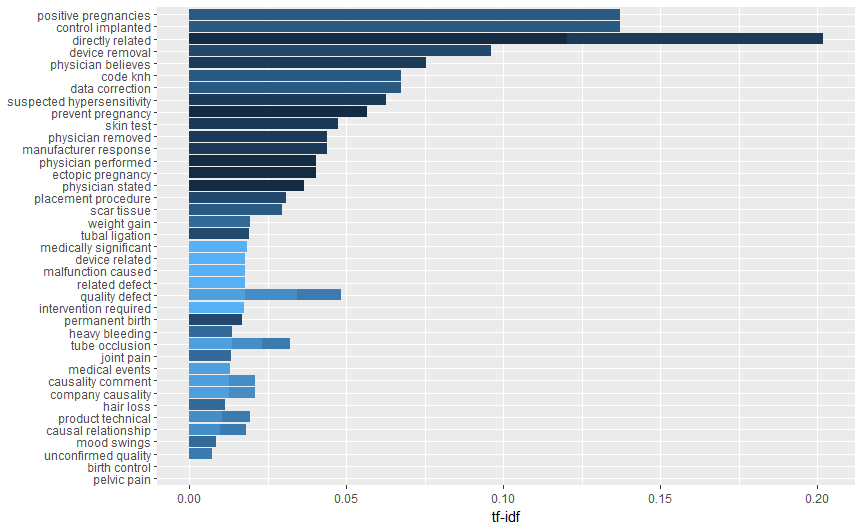 positive pregnancies
control implanted
directly related
device removal
physician believes
code knh
data correction
suspected hypersensitivity
prevent pregnancy
skin test
physician removed
manufacturer response
physician performed
ectopic pregnancy
physician stated
placement procedure
scar tissue
weight gain
tubal ligation
medically significant
device related
malfunction caused
related defect
quality defect
intervention required
permanent birth
heavy bleeding
tube occlusion
joint pain
medical events
causality comment
company causality
hair loss
product technical
causal relationship
mood swings
unconfirmed quality
birth control
pelvic pain
0.00 0.05 0.10 0.15 0.20
tf-idf